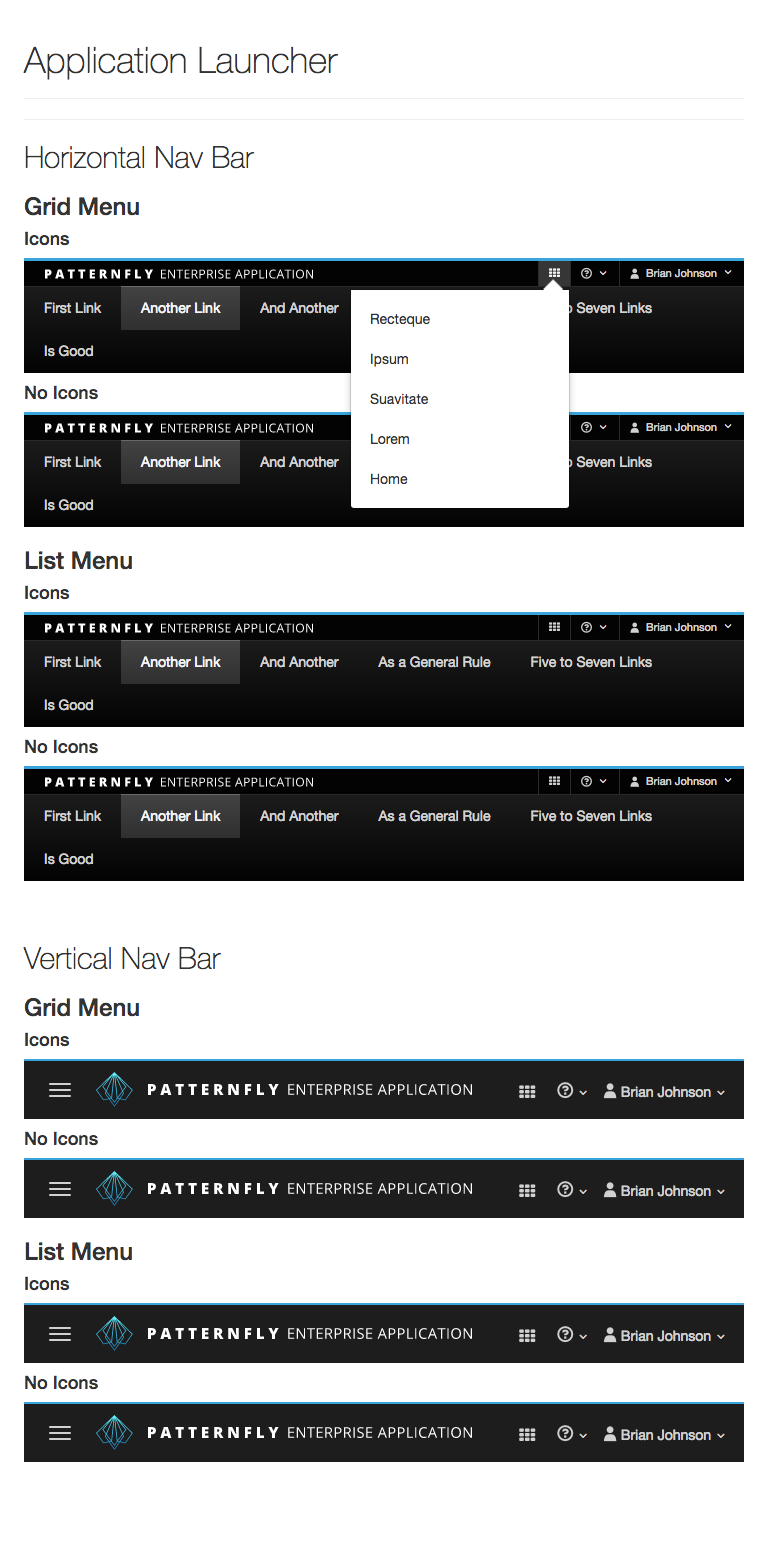 Application Launcher
Horizontal Nav Bar
Grid Menu
Icons
PATTERNFLY ENTERPRISE APPLICATION Brian Johnson
First Link Another Link And Another Seven Links
Recteque
Is Good
Ipsum
No Icons
Suavitate
PATTERNFLY ENTERPRISE APPLICATION Brian Johnson
Lorem
First Link Another Link And Another Seven Links
Home
Is Good
List Menu
Icons
PATTERNFLY ENTERPRISE APPLICATION Brian Johnson
First Link Another Link And Another As a General Rule Five to Seven Links
Is Good
No Icons
PATTERNFLY ENTERPRISE APPLICATION Brian Johnson
First Link Another Link And Another As a General Rule Five to Seven Links
Is Good
Vertical Nav Bar
Grid Menu
Icons
PATTERNFLY ENTERPRISE APPLICATION Brian Johnson
No Icons
PATTERNFLY ENTERPRISE APPLICATION Brian Johnson
List Menu
Icons
PATTERNFLY ENTERPRISE APPLICATION Brian Johnson
No Icons
PATTERNFLY ENTERPRISE APPLICATION Brian Johnson